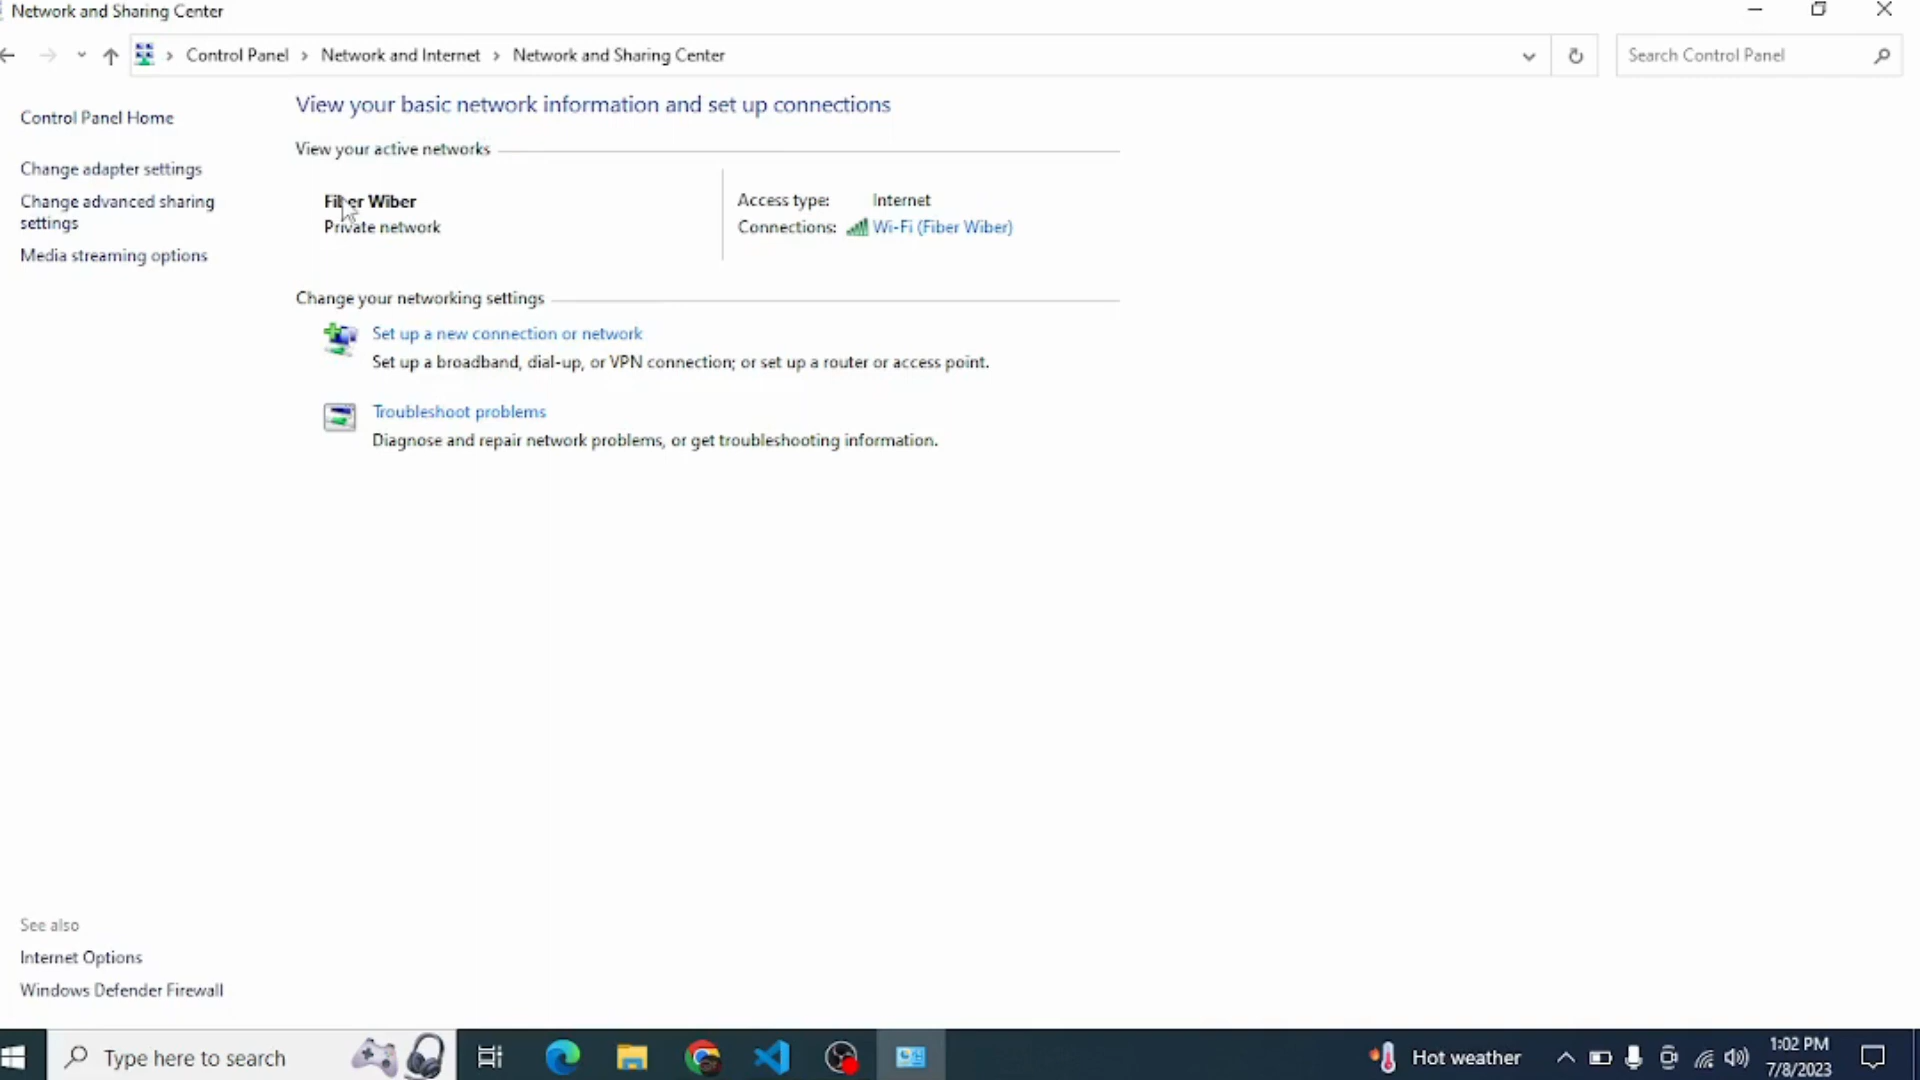 Network and Sharing Center
Control Panel > Network and Internet > Network and Sharing Center
Search Control Panel
Control Panel Home
Change adapter settings
Change advanced sharing
settings
Media streaming options
View your basic network information and set up connections
View your active networks
Fiber Wiber
Private network
Access type: Internet
Connections: Wi-Fi (Fiber Wiber)
Change your networking settings
Set up a new connection or network
Set up a broadband, dial-up, or VPN connection; or set up a router or access point.
Troubleshoot problems
Diagnose and repair network problems, or get troubleshooting information.
See also
Internet Options
Windows Defender Firewall
Type here to search
Hot weather
1:02 PM
7/8/2023